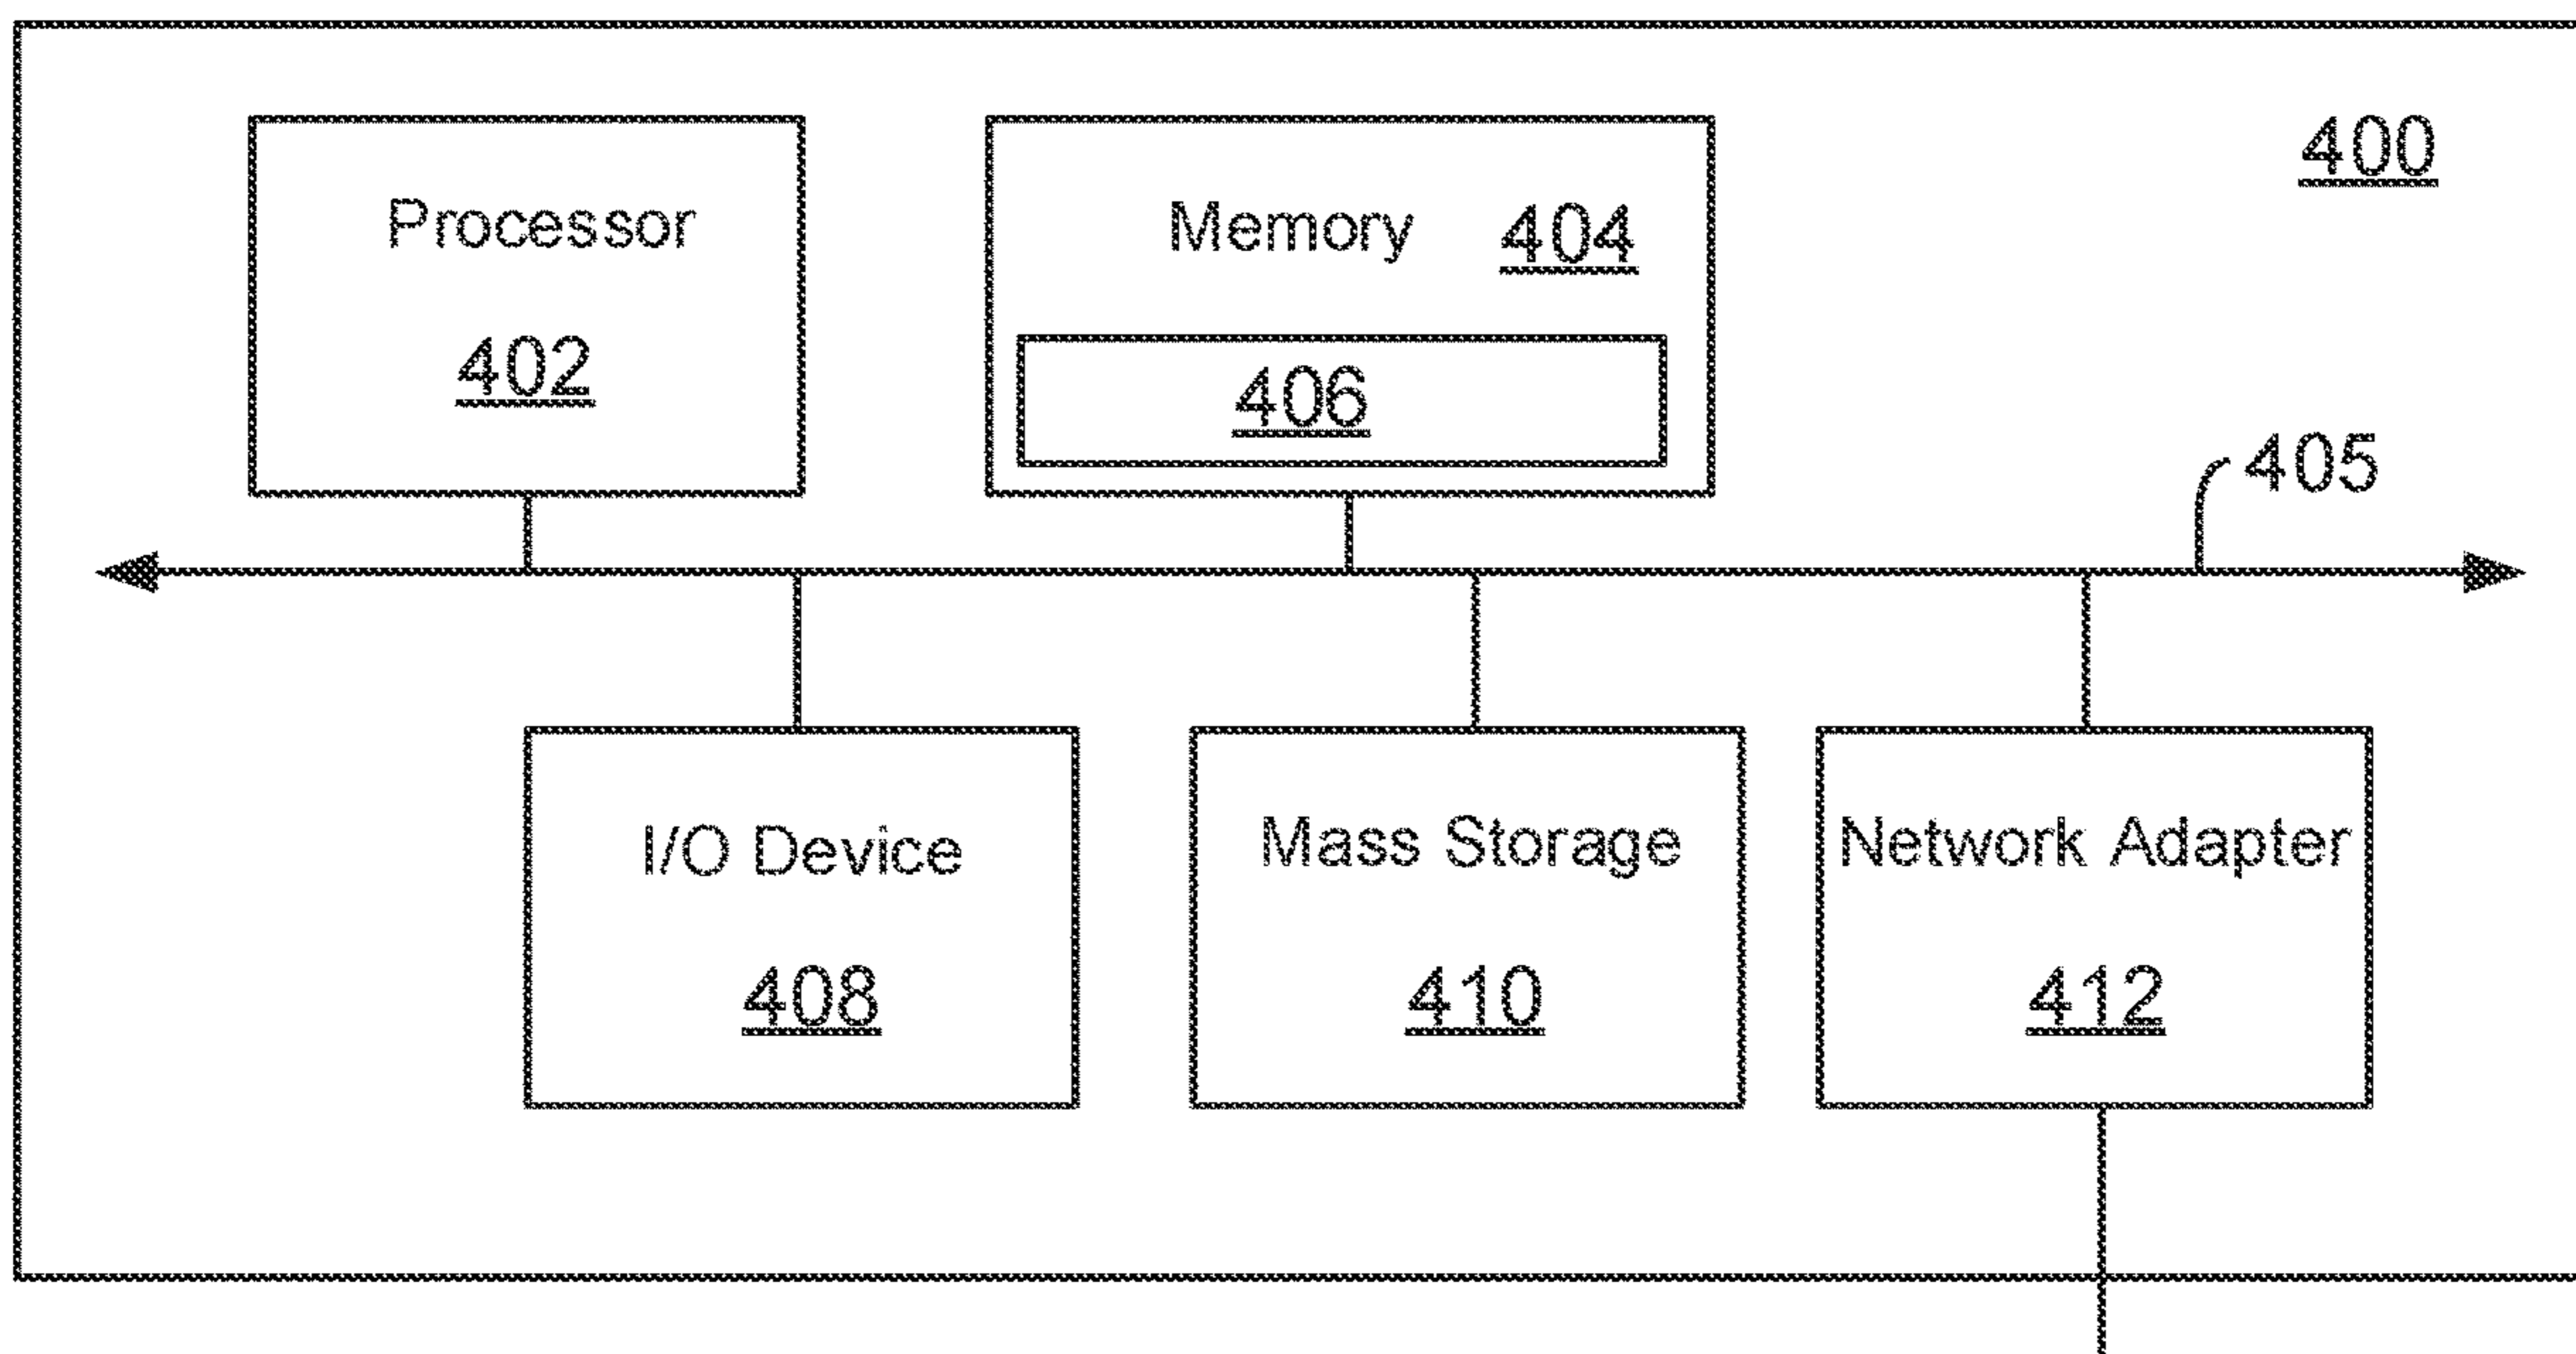 400
Processor
402
Memory 404
406
405
I/O Device
408
Mass Storage
410
Network Adapter
412